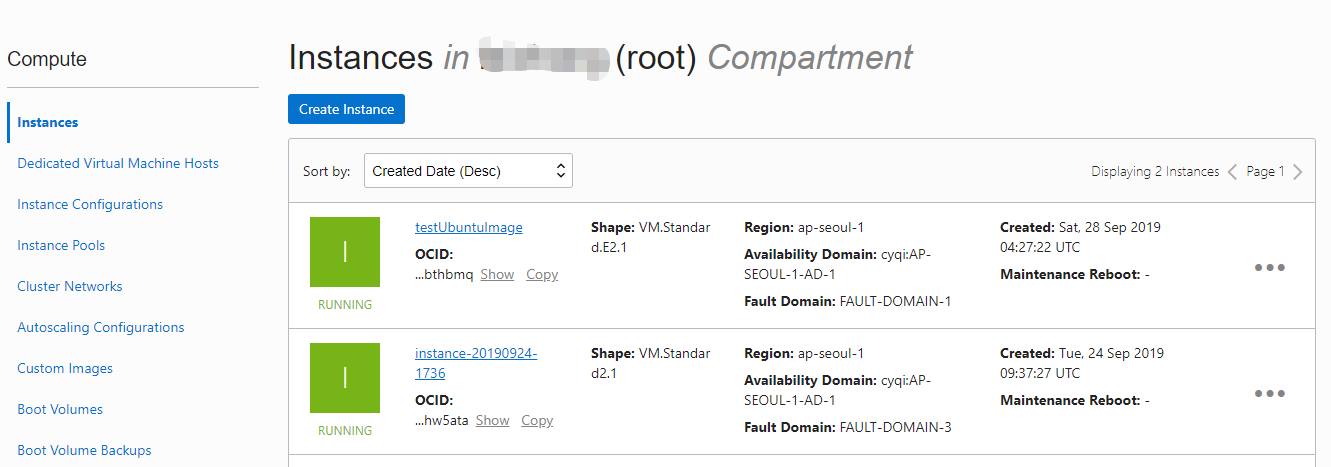 Compute
Instances
Dedicated Virtual Machine Hosts
Instance Configurations
Instance Pools
Cluster Networks
Autoscaling Configurations
Custom Images
Boot Volumes
Boot Volume Backups
Instances in (root) Compartment
Create Instance
Sort by: Created Date (Desc)
Displaying 2 Instances Page 1
I
RUNNING
testUbuntuImage
OCID:
...bthbmq Show Copy
Shape: VM.Standar
d.E2.1
Region: ap-seoul-1
Availability Domain: cyqi:AP-
SEOUL-1-AD-1
Fault Domain: FAULT-DOMAIN-1
Created: Sat, 28 Sep 2019
04:27:22 UTC
Maintenance Reboot: -
I
RUNNING
instance-20190924-
1736
OCID:
...hw5ata Show Copy
Shape: VM.Standar
d2.1
Region: ap-seoul-1
Availability Domain: cyqi:AP-
SEOUL-1-AD-1
Fault Domain: FAULT-DOMAIN-3
Created: Tue, 24 Sep 2019
09:37:27 UTC
Maintenance Reboot: -